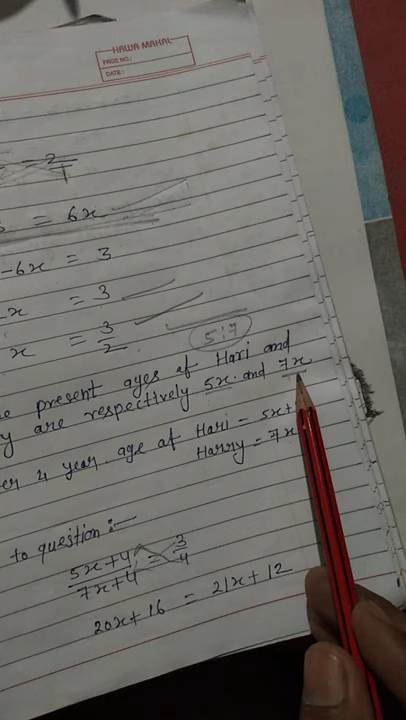 HAWA MAHAL
PAGE NO.:
DATE:
= 2/1
= 6x
-6x = 3
x = 3
x = 3/2
5:7
present ages of Hari and
are respectively 5x and 7x
4 year age of Hari = 5x+
Harry = 7x
to question :-
5x+4/7x+4 = 3/4
20x+16 = 21x+12